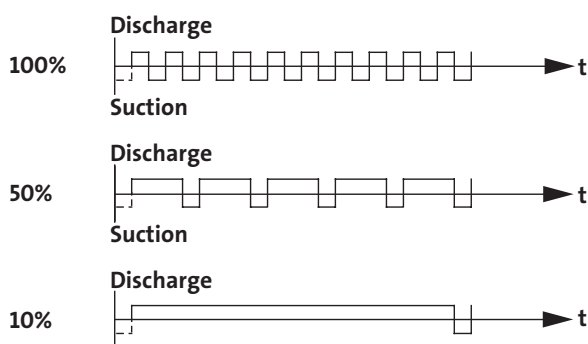 Discharge
100% t
Suction
Discharge
50% t
Suction
Discharge
10% t